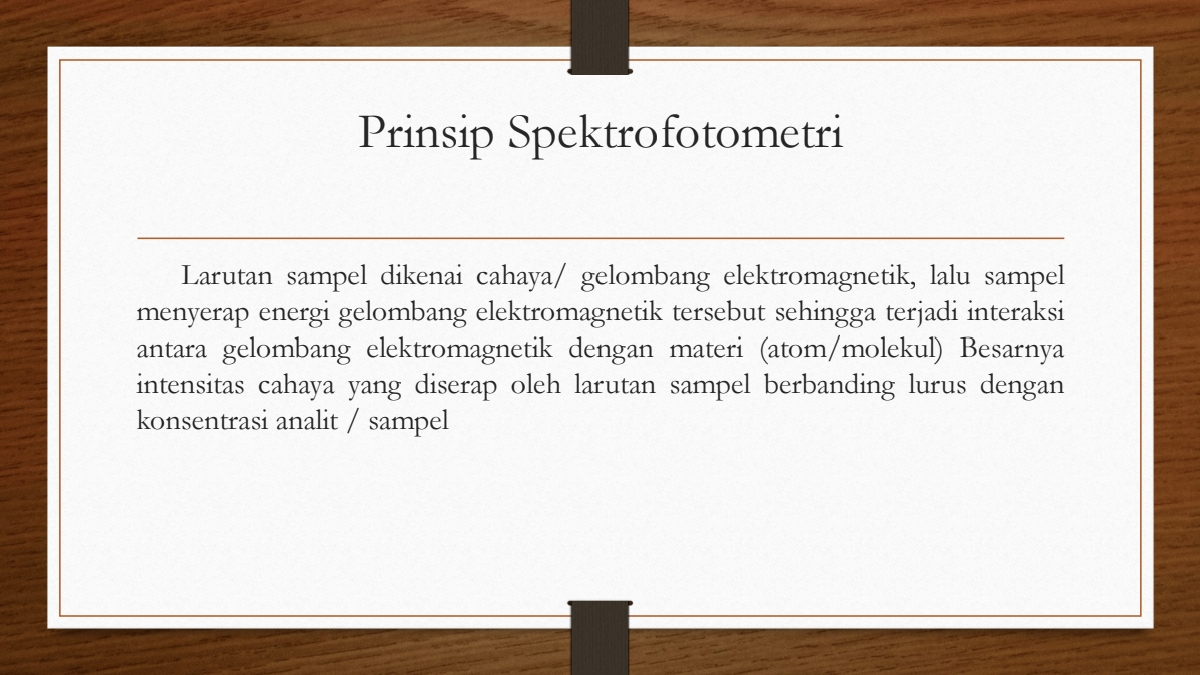 Prinsip Spektrofotometri
Larutan sampel dikenai cahaya/ gelombang elektromagnetik, lalu sampel
menyerap energi gelombang elektromagnetik tersebut sehingga terjadi interaksi
antara gelombang elektromagnetik dengan materi (atom/molekul) Besarnya
intensitas cahaya yang diserap oleh larutan sampel berbanding lurus dengan
konsentrasi analit / sampel